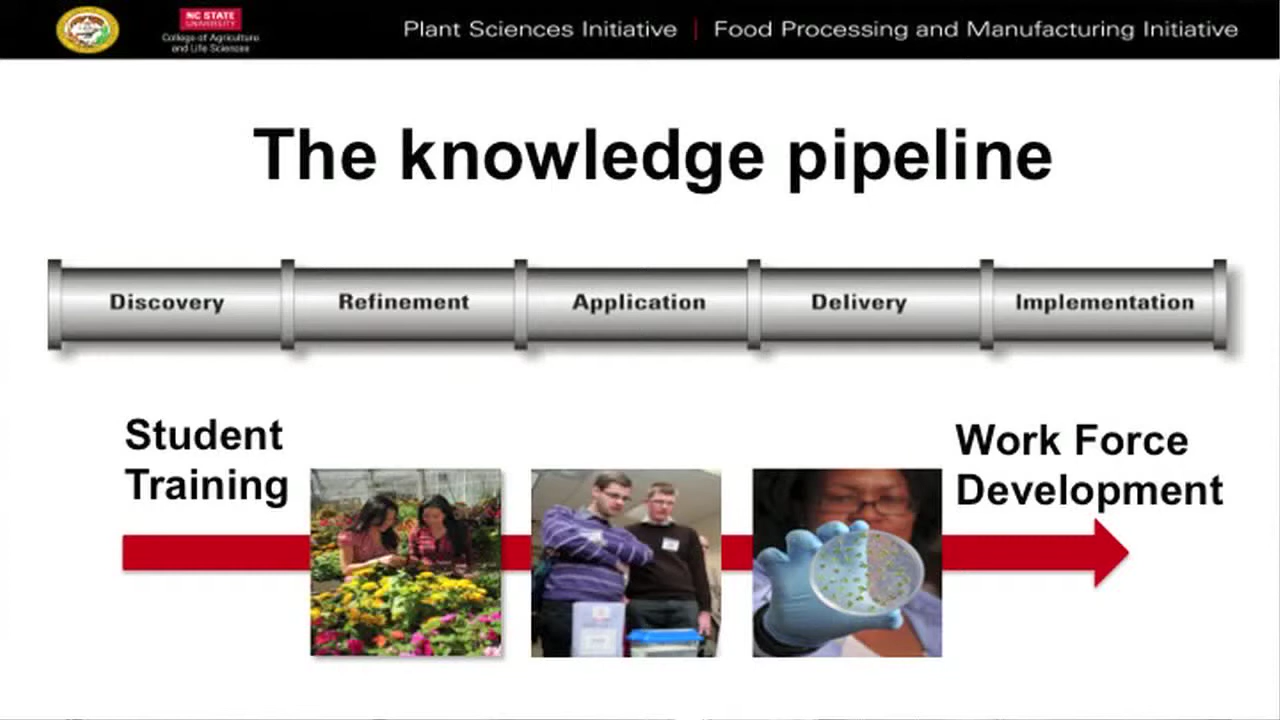 NC STATE
UNIVERSITY
College of Agriculture
and Life Sciences
Plant Sciences Initiative | Food Processing and Manufacturing Initiative
The knowledge pipeline
Discovery Refinement Application Delivery Implementation
Student
Training
Work Force
Development